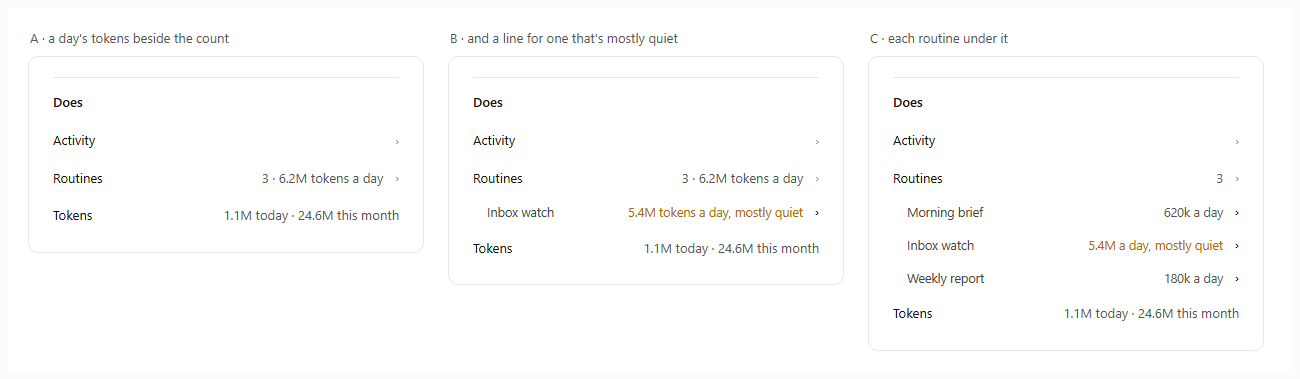 A · a day's tokens beside the count
Does
Activity ›
Routines 3 · 6.2M tokens a day ›
Tokens 1.1M today · 24.6M this month
B · and a line for one that's mostly quiet
Does
Activity ›
Routines 3 · 6.2M tokens a day ›
Inbox watch 5.4M tokens a day, mostly quiet ›
Tokens 1.1M today · 24.6M this month
C · each routine under it
Does
Activity ›
Routines 3 ›
Morning brief 620k a day ›
Inbox watch 5.4M a day, mostly quiet ›
Weekly report 180k a day ›
Tokens 1.1M today · 24.6M this month